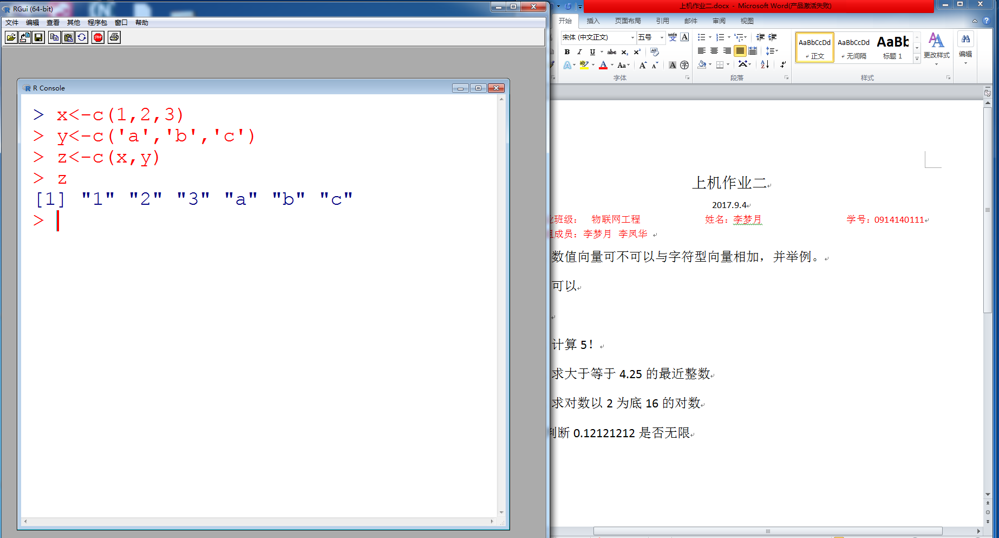 RGui (64-bit)
文件 编辑 查看 其他 程序包 窗口 帮助
STOP
R Console
> x<-c(1,2,3)
> y<-c('a','b','c')
> z<-c(x,y)
> z
[1] "1" "2" "3" "a" "b" "c"
>
上机作业二.docx - Microsoft Word(产品激活失败)
开始 插入 页面布局 引用 邮件 审阅 视图
宋体 (中文正文) 五号 wén A
B I U abc x₂ x²
A ab A Aa A A A 字
字体 段落 样式
AaBbCcDd AaBbCcDd AaBb
正文 无间隔 标题 1 更改样式 编辑
上机作业二
2017.9.4
班级： 物联网工程 姓名：李梦月 学号：0914140111
成员：李梦月 李凤华
数值向量可不可以与字符型向量相加，并举例。
可以
计算 5！
求大于等于 4.25 的最近整数
求对数以 2 为底 16 的对数
判断 0.12121212 是否无限